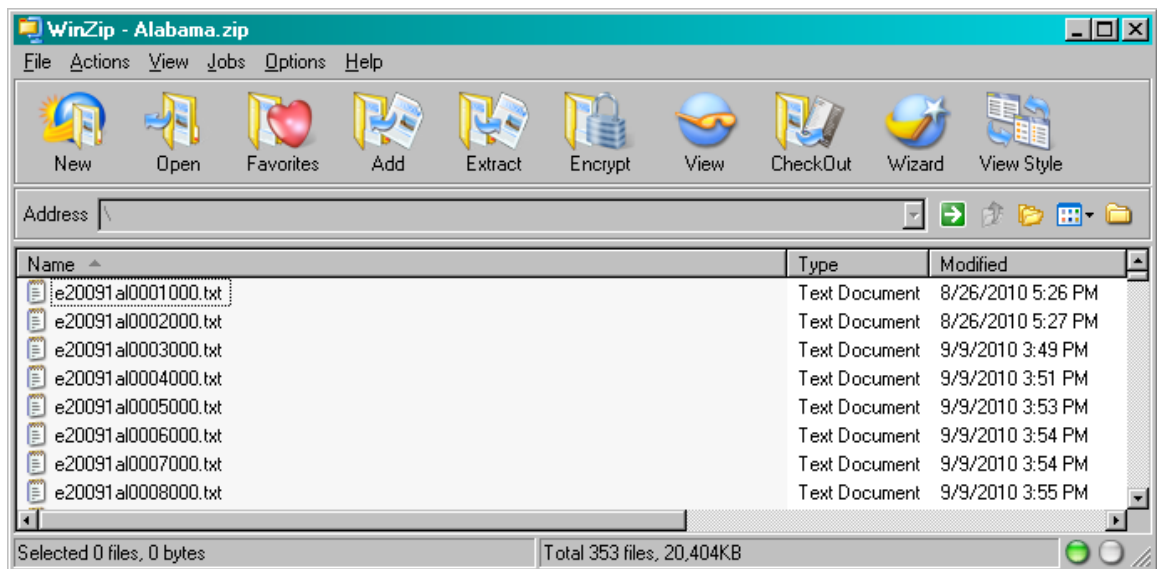 WinZip - Alabama.zip
File Actions View Jobs Options Help
New Open Favorites Add Extract Encrypt View CheckOut Wizard View Style
Address \
Name Type Modified
e20091al0001000.txt Text Document 8/26/2010 5:26 PM
e20091al0002000.txt Text Document 8/26/2010 5:27 PM
e20091al0003000.txt Text Document 9/9/2010 3:49 PM
e20091al0004000.txt Text Document 9/9/2010 3:51 PM
e20091al0005000.txt Text Document 9/9/2010 3:53 PM
e20091al0006000.txt Text Document 9/9/2010 3:54 PM
e20091al0007000.txt Text Document 9/9/2010 3:54 PM
e20091al0008000.txt Text Document 9/9/2010 3:55 PM
Selected 0 files, 0 bytes Total 353 files, 20,404KB